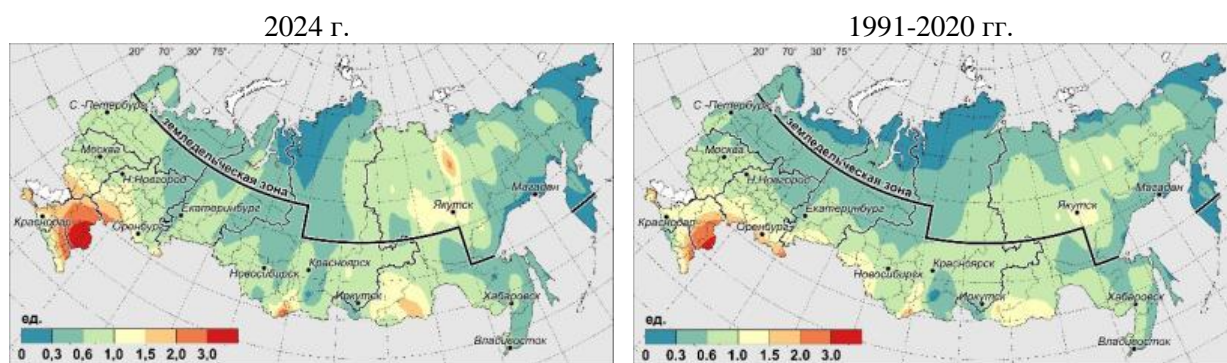 2024 г.
20° 70° 30° 75°
С.-Петербург
земледельческая зона
Москва
Н.Новгород
Магадан
Якутск
Екатеринбург
Краснодар
Оренбург
Красноярск
Новосибирск
Иркутск
Хабаровск
Владивосток
ед.
0 0,3 0,6 1,0 1,5 2,0 3,0
1991-2020 гг.
20° 70° 30° 75°
С.-Петербург
земледельческая зона
Москва
Н.Новгород
Магадан
Якутск
Екатеринбург
Краснодар
Оренбург
Красноярск
Новосибирск
Иркутск
Хабаровск
Владивосток
ед.
0 0.3 0.6 1.0 1.5 2.0 3.0